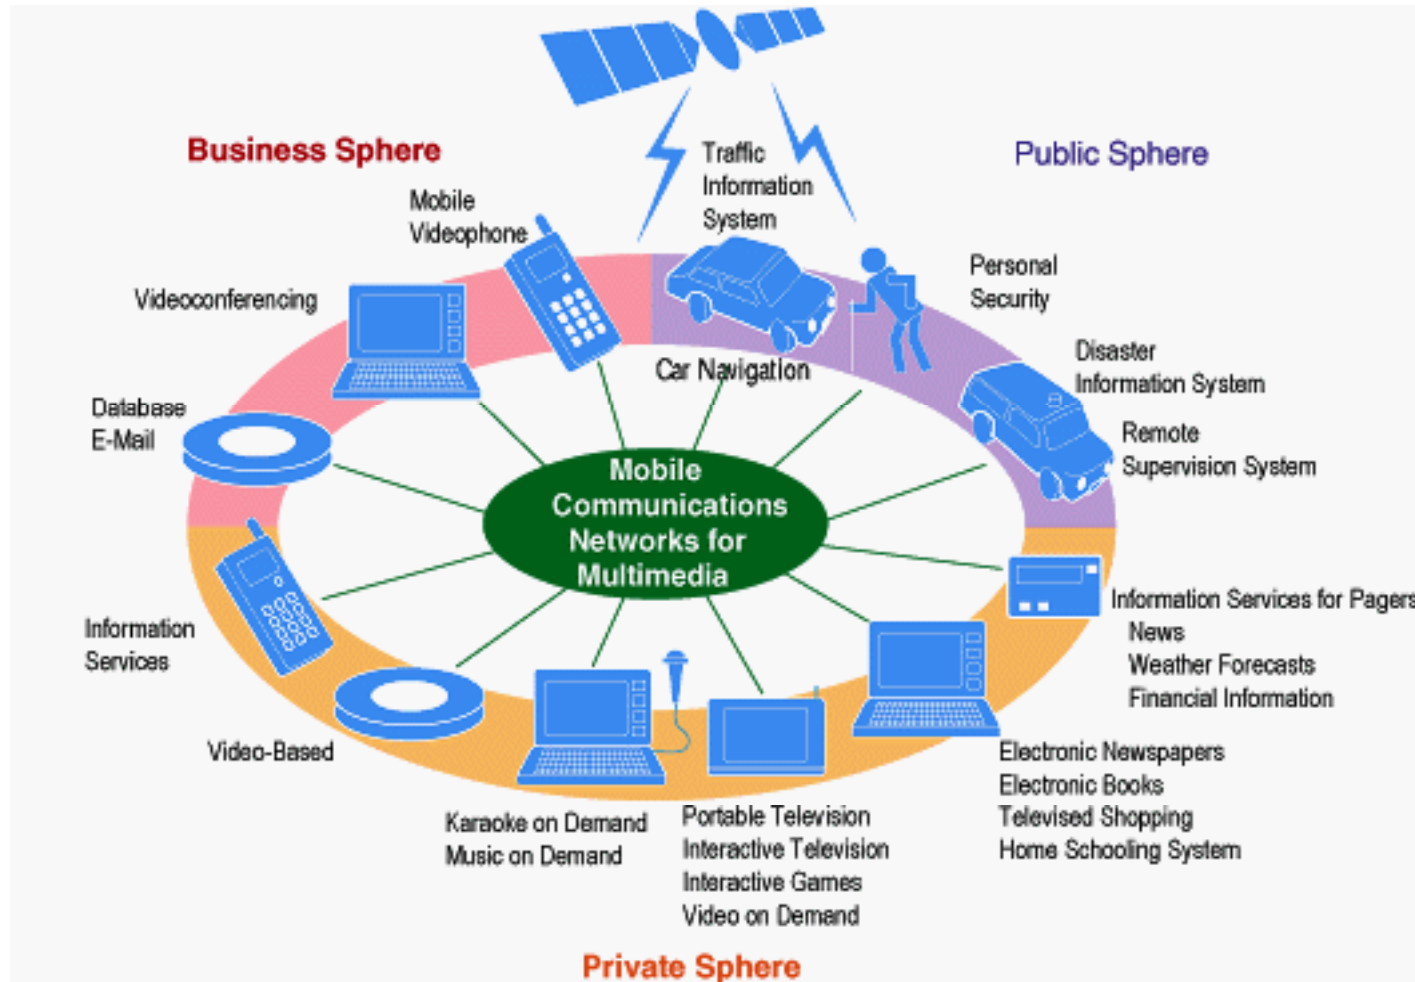 Business Sphere
Public Sphere
Traffic
Information
System
Mobile
Videophone
Personal
Security
Videoconferencing
Car Navigation
Disaster
Information System
Database
E-Mail
Remote
Supervision System
Mobile
Communications
Networks for
Multimedia
Information Services for Pagers
News
Weather Forecasts
Financial Information
Information
Services
Video-Based
Electronic Newspapers
Electronic Books
Televised Shopping
Home Schooling System
Karaoke on Demand
Music on Demand
Portable Television
Interactive Television
Interactive Games
Video on Demand
Private Sphere